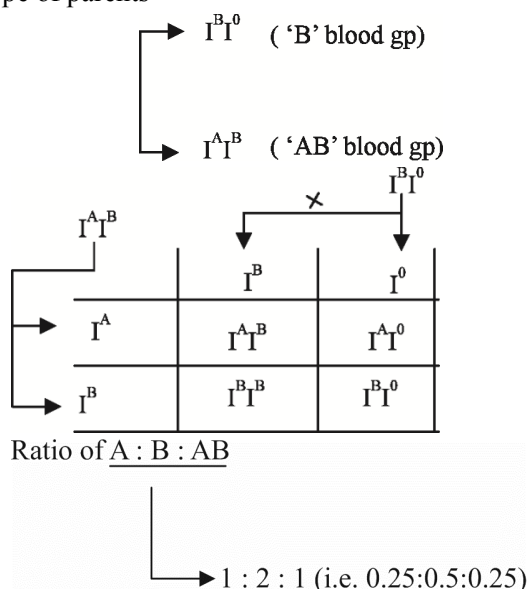 pe of parents
I^B I^0 ( 'B' blood gp)
I^A I^B ( 'AB' blood gp)
I^B I^0
×
I^A I^B
I^B I^0
I^A I^A I^B I^A I^0
I^B I^B I^B I^B I^0
Ratio of A : B : AB
1 : 2 : 1 (i.e. 0.25:0.5:0.25)